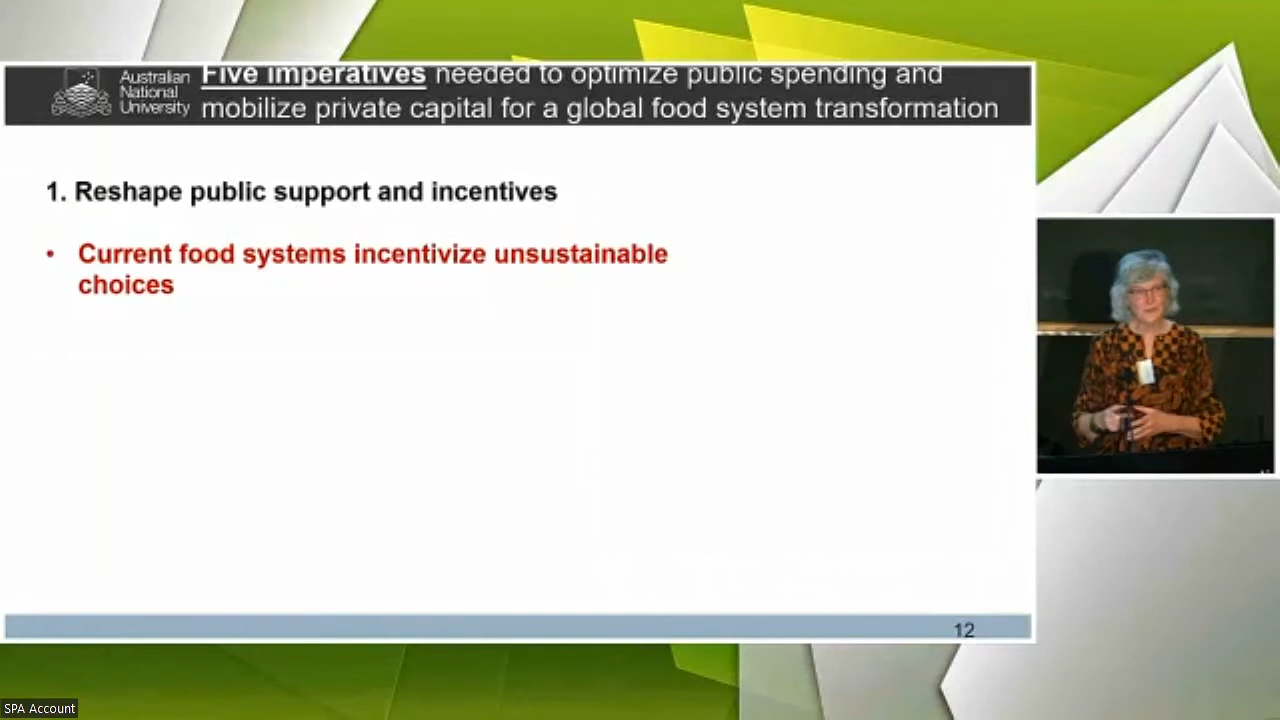 Australian
National
University
Five imperatives needed to optimize public spending and
mobilize private capital for a global food system transformation
1. Reshape public support and incentives
• Current food systems incentivize unsustainable
choices
12
SPA Account